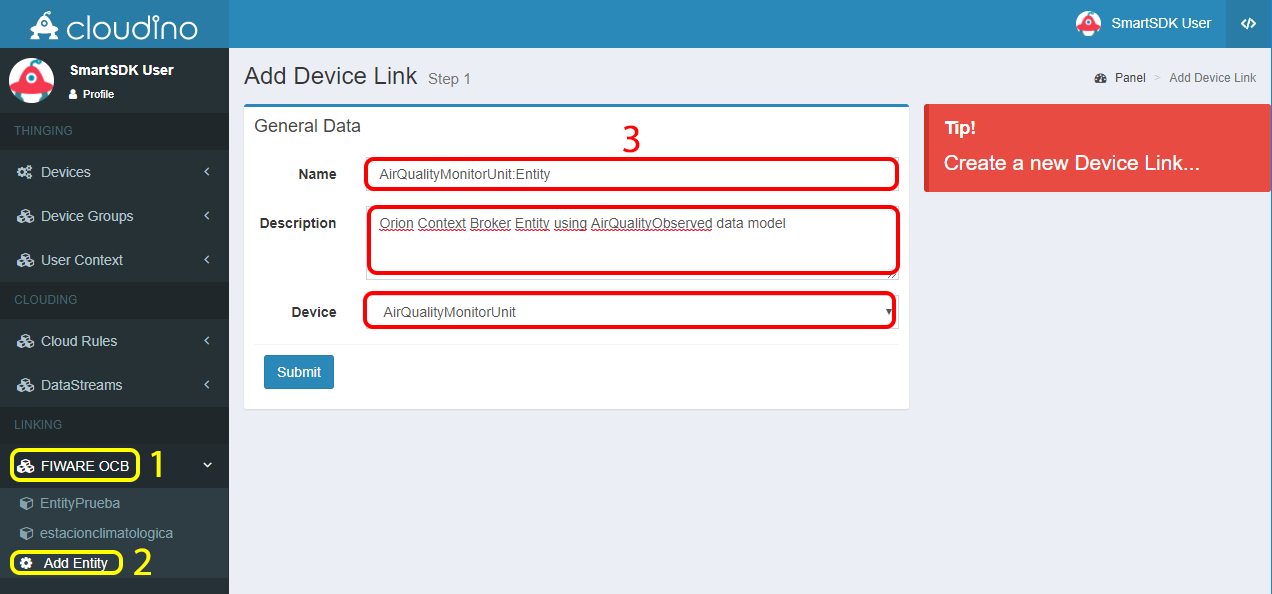 cloudino
SmartSDK User
</>
SmartSDK User
Profile
THINGING
Devices
Device Groups
User Context
CLOUDING
Cloud Rules
DataStreams
LINKING
FIWARE OCB 1
EntityPrueba
estacionclimatologica
Add Entity 2
Add Device Link Step 1
Panel > Add Device Link
General Data
3
Name AirQualityMonitorUnit:Entity
Description Orion Context Broker Entity using AirQualityObserved data model
Device AirQualityMonitorUnit
Submit
Tip!
Create a new Device Link...